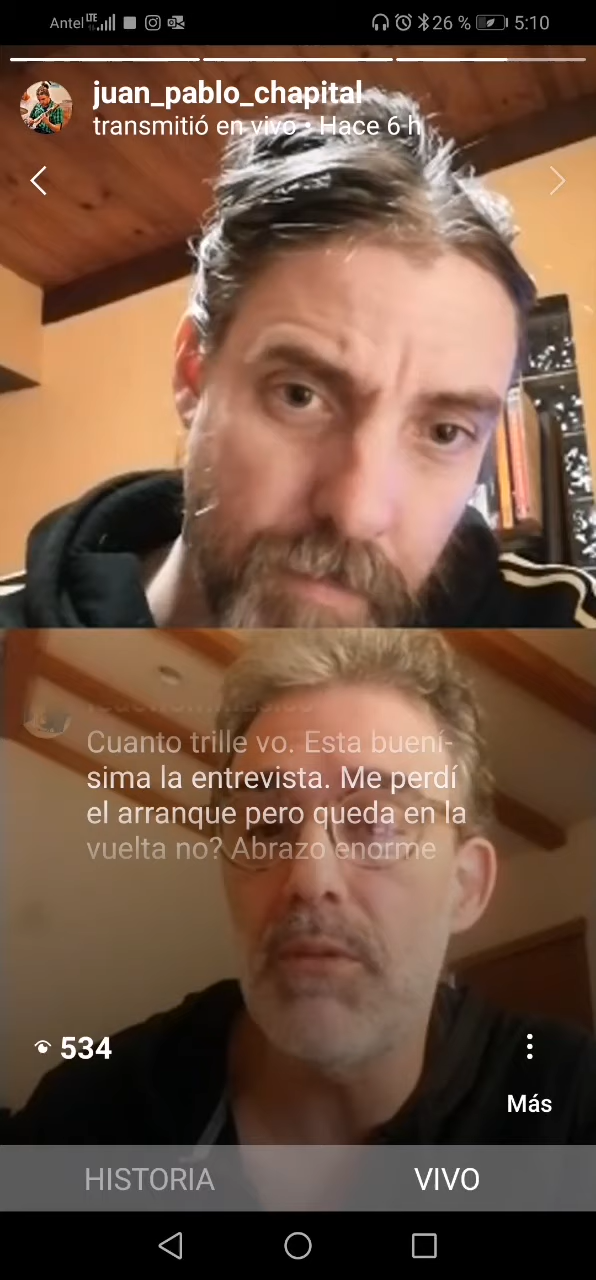 Antel LTE 26 % 5:10
juan_pablo_chapital
transmitió en vivo • Hace 6 h
Cuanto trille vo. Esta buení-
sima la entrevista. Me perdí
el arranque pero queda en la
vuelta no? Abrazo enorme
534
Más
HISTORIA VIVO